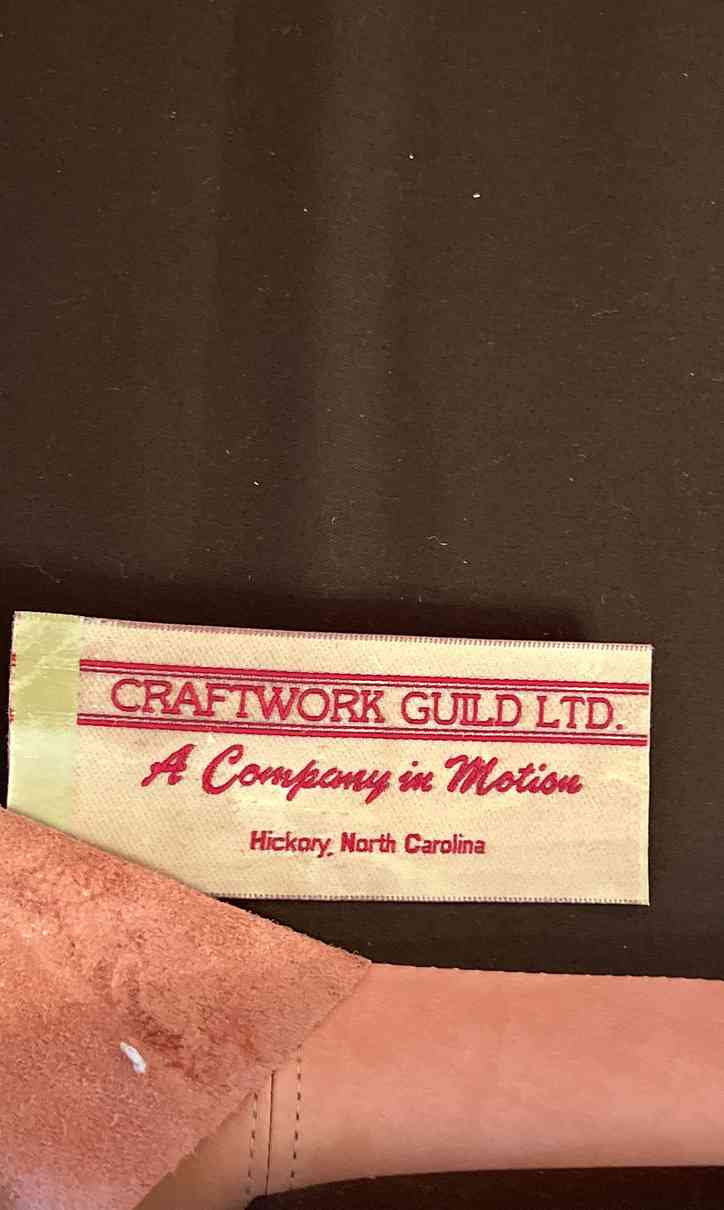 CRAFTWORK GUILD LTD.
A Company in Motion
Hickory, North Carolina